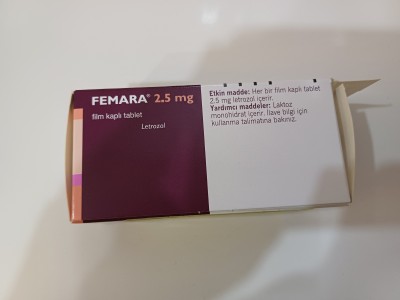 FEMARA® 2.5 mg
film kaplı tablet
Letrozol
Etkin madde: Her bir film kaplı tablet
2.5 mg letrozol içerir.
Yardımcı maddeler: Laktoz
monohidrat içerir. İlave bilgi için
kullanma talimatına bakınız.